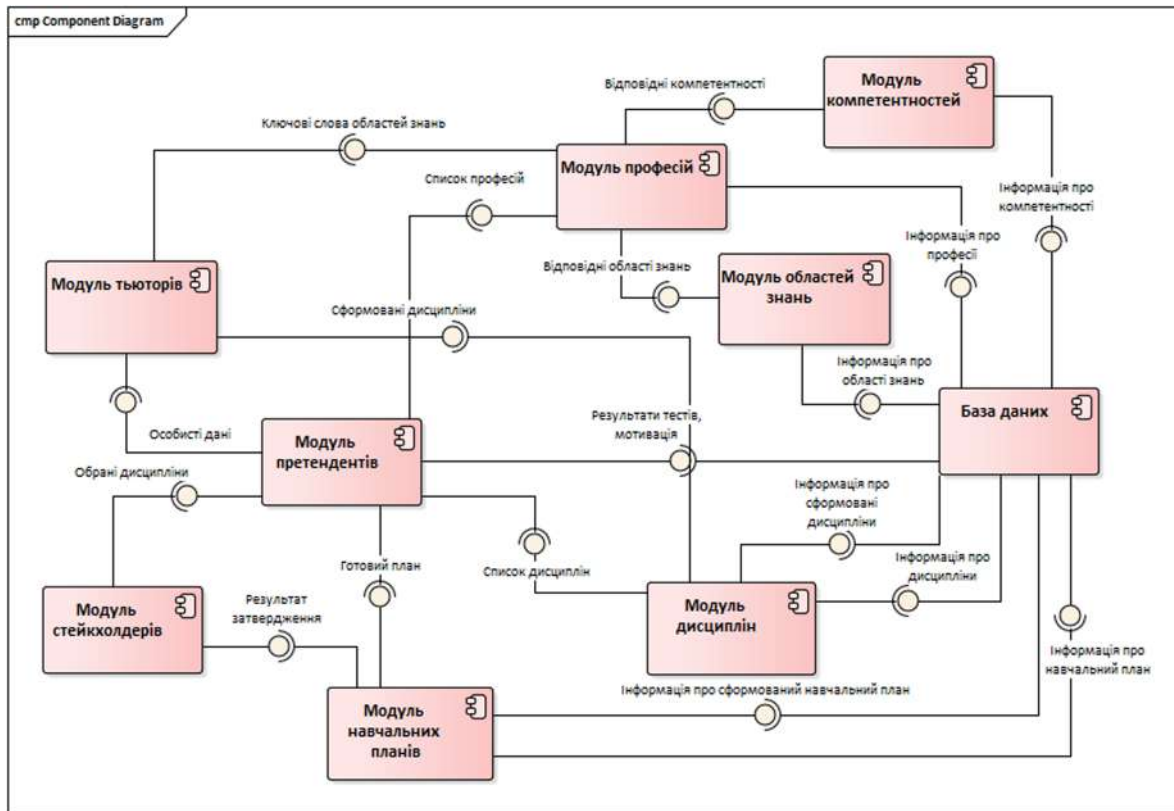 cmp Component Diagram
Відповідні компетентності
Модуль
компетентностей
Ключові слова областей знань
Модуль професій
Список професій
Інформація про
компетентності
Інформація про
професії
Відповідні області знань
Модуль областей
знань
Модуль тьюторів
Сформовані дисципліни
Інформація про
області знань
База даних
Особисті дані
Модуль
претендентів
Результати тестів,
мотивація
Обрані дисципліни
Інформація про
сформовані
дисципліни
Інформація про
дисципліни
Готовий план
Список дисциплін
Модуль
стейкхолдерів
Результат
затвердження
Модуль
дисциплін
Інформація про
навчальний план
Інформація про сформований навчальний план
Модуль
навчальних
планів